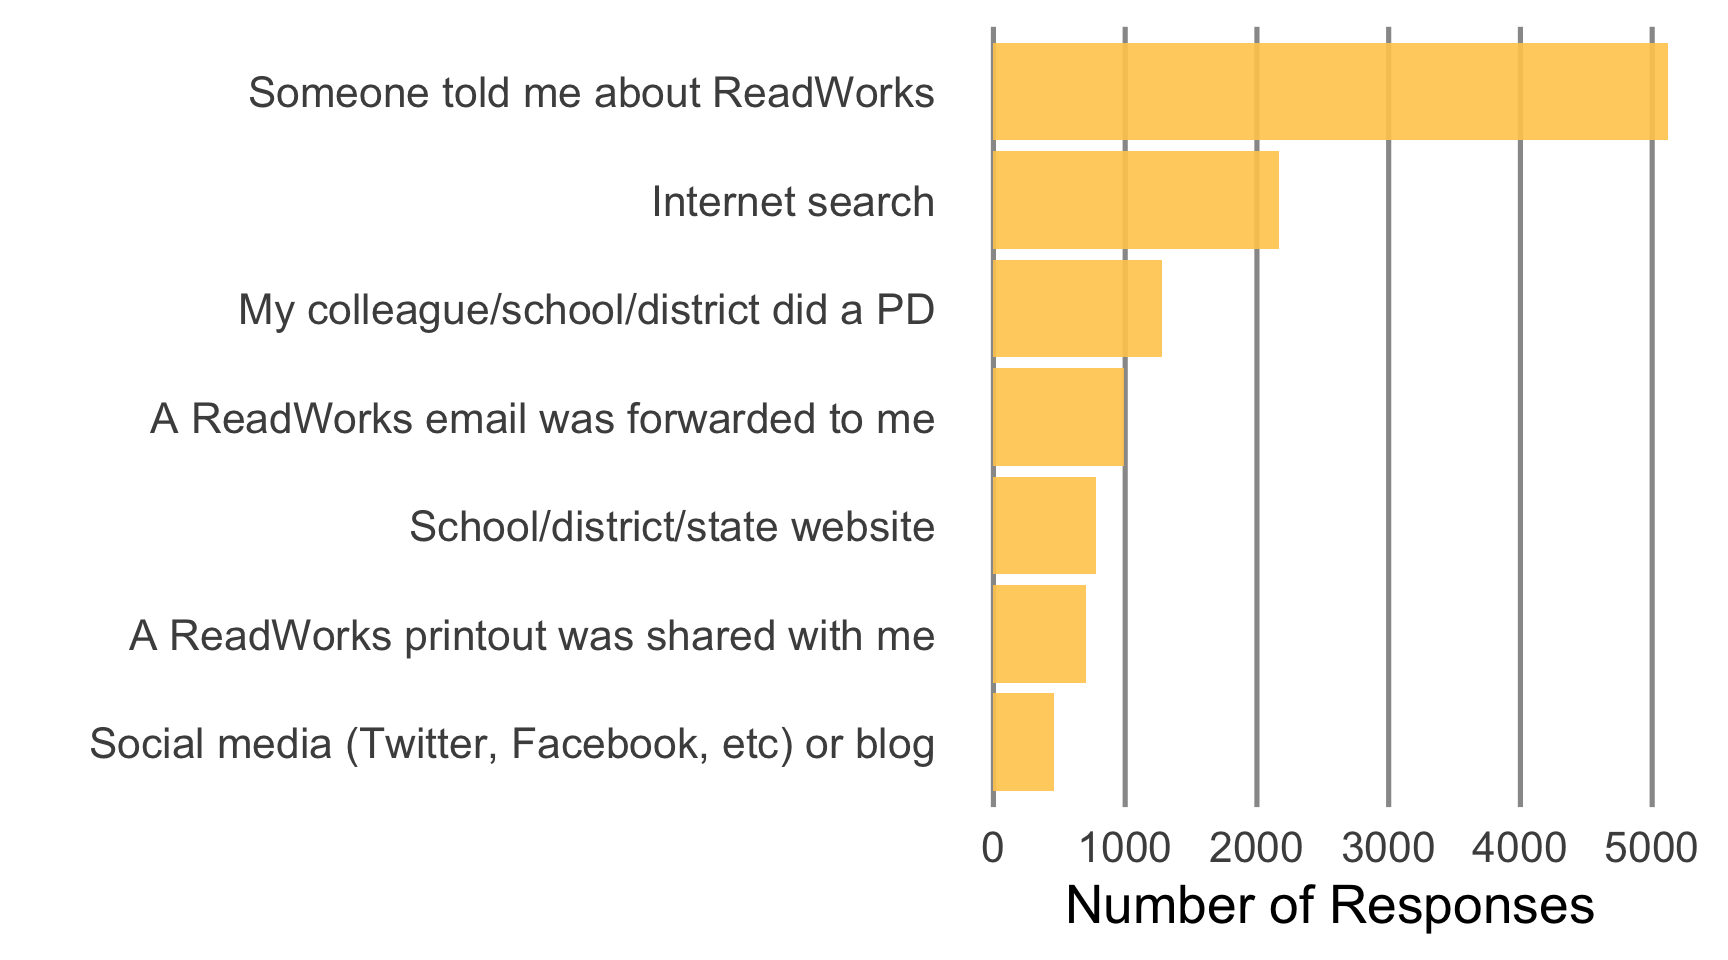 Someone told me about ReadWorks
Internet search
My colleague/school/district did a PD
A ReadWorks email was forwarded to me
School/district/state website
A ReadWorks printout was shared with me
Social media (Twitter, Facebook, etc) or blog
0 1000 2000 3000 4000 5000
Number of Responses